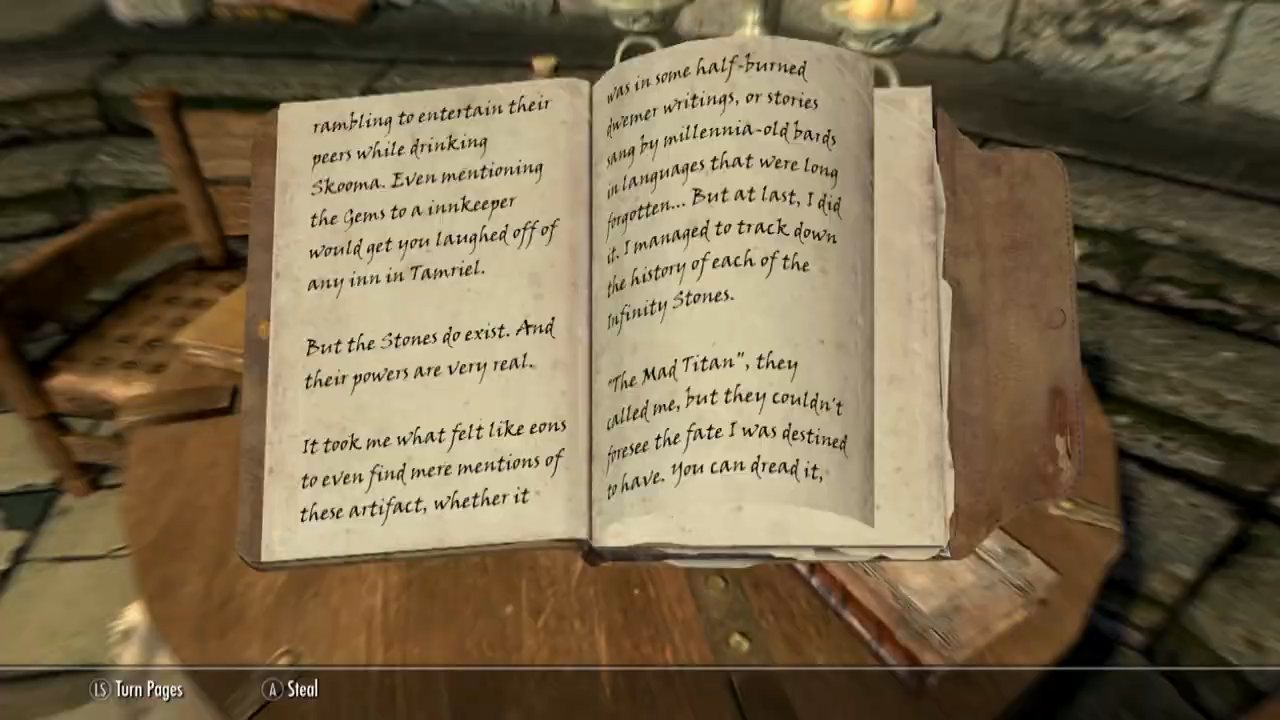 rambling to entertain their
peers while drinking
Skooma. Even mentioning
the Gems to a innkeeper
would get you laughed off of
any inn in Tamriel.
But the Stones do exist. And
their powers are very real.
It took me what felt like eons
to even find mere mentions of
these artifact, whether it
was in some half-burned
dwemer writings, or stories
sang by millennia-old bards
in languages that were long
forgotten... But at last, I did
it. I managed to track down
the history of each of the
Infinity Stones.
"The Mad Titan", they
called me, but they couldn't
foresee the fate I was destined
to have. You can dread it,
LS Turn Pages
A Steal